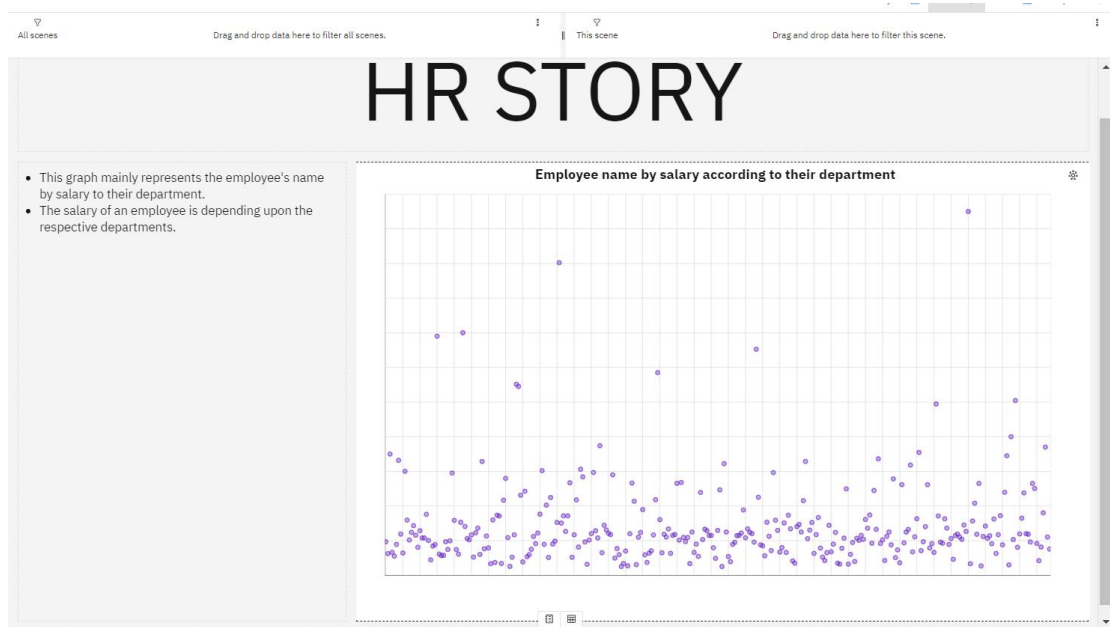 All scenes
Drag and drop data here to filter all scenes.
This scene
Drag and drop data here to filter this scene.
HR STORY
• This graph mainly represents the employee's name
by salary to their department.
• The salary of an employee is depending upon the
respective departments.
Employee name by salary according to their department